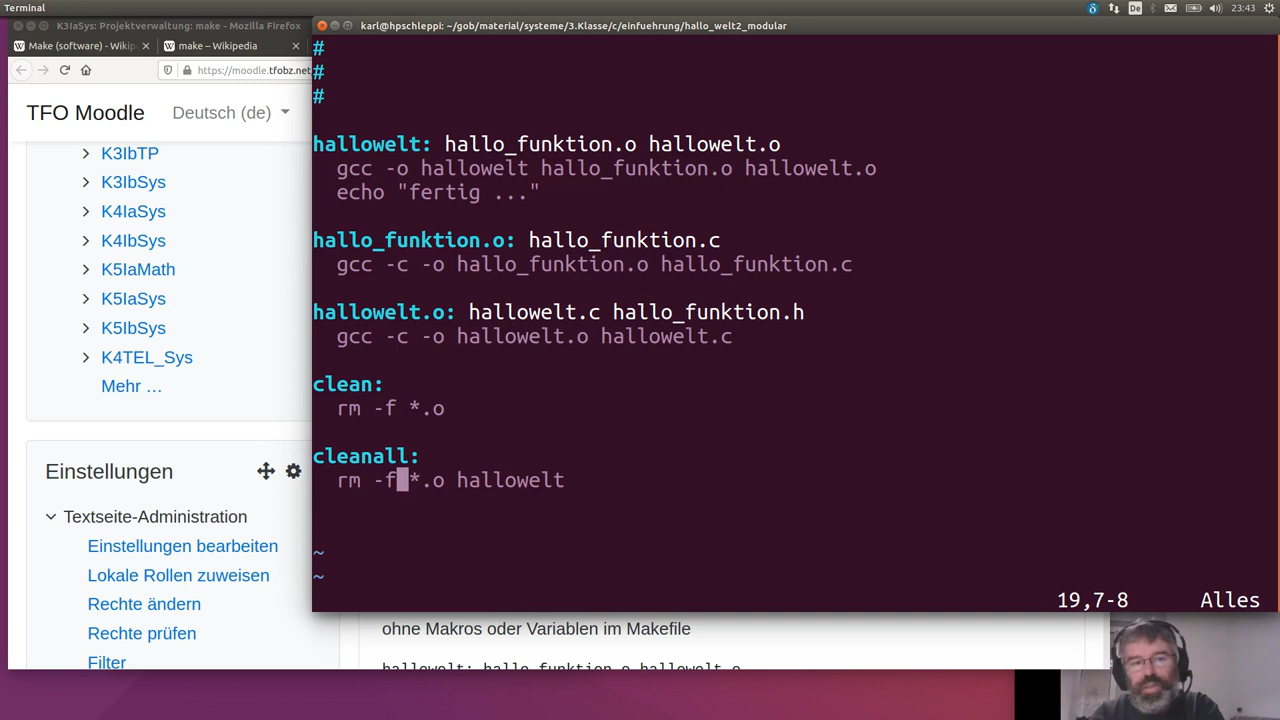 Terminal
De
23:43
K3IaSys: Projektverwaltung: make - Mozilla Firefox
karl@hpschleppi: ~/gob/material/systeme/3.Klasse/c/einfuehrung/hallo_welt2_modular
Make (software) - Wikip
make – Wikipedia
https://moodle.tfobz.net
TFO Moodle
Deutsch (de)
K3IbTP
K3IbSys
K4IaSys
K4IbSys
K5IaMath
K5IaSys
K5IbSys
K4TEL_Sys
Mehr …
Einstellungen
Textseite-Administration
Einstellungen bearbeiten
Lokale Rollen zuweisen
Rechte ändern
Rechte prüfen
Filter
#
#
#
hallowelt: hallo_funktion.o hallowelt.o
gcc -o hallowelt hallo_funktion.o hallowelt.o
echo "fertig ..."
hallo_funktion.o: hallo_funktion.c
gcc -c -o hallo_funktion.o hallo_funktion.c
hallowelt.o: hallowelt.c hallo_funktion.h
gcc -c -o hallowelt.o hallowelt.c
clean:
rm -f *.o
cleanall:
rm -f *.o hallowelt
~
~
19,7-8 Alles
ohne Makros oder Variablen im Makefile
hallowelt: hallo_funktion.o hallowelt.o